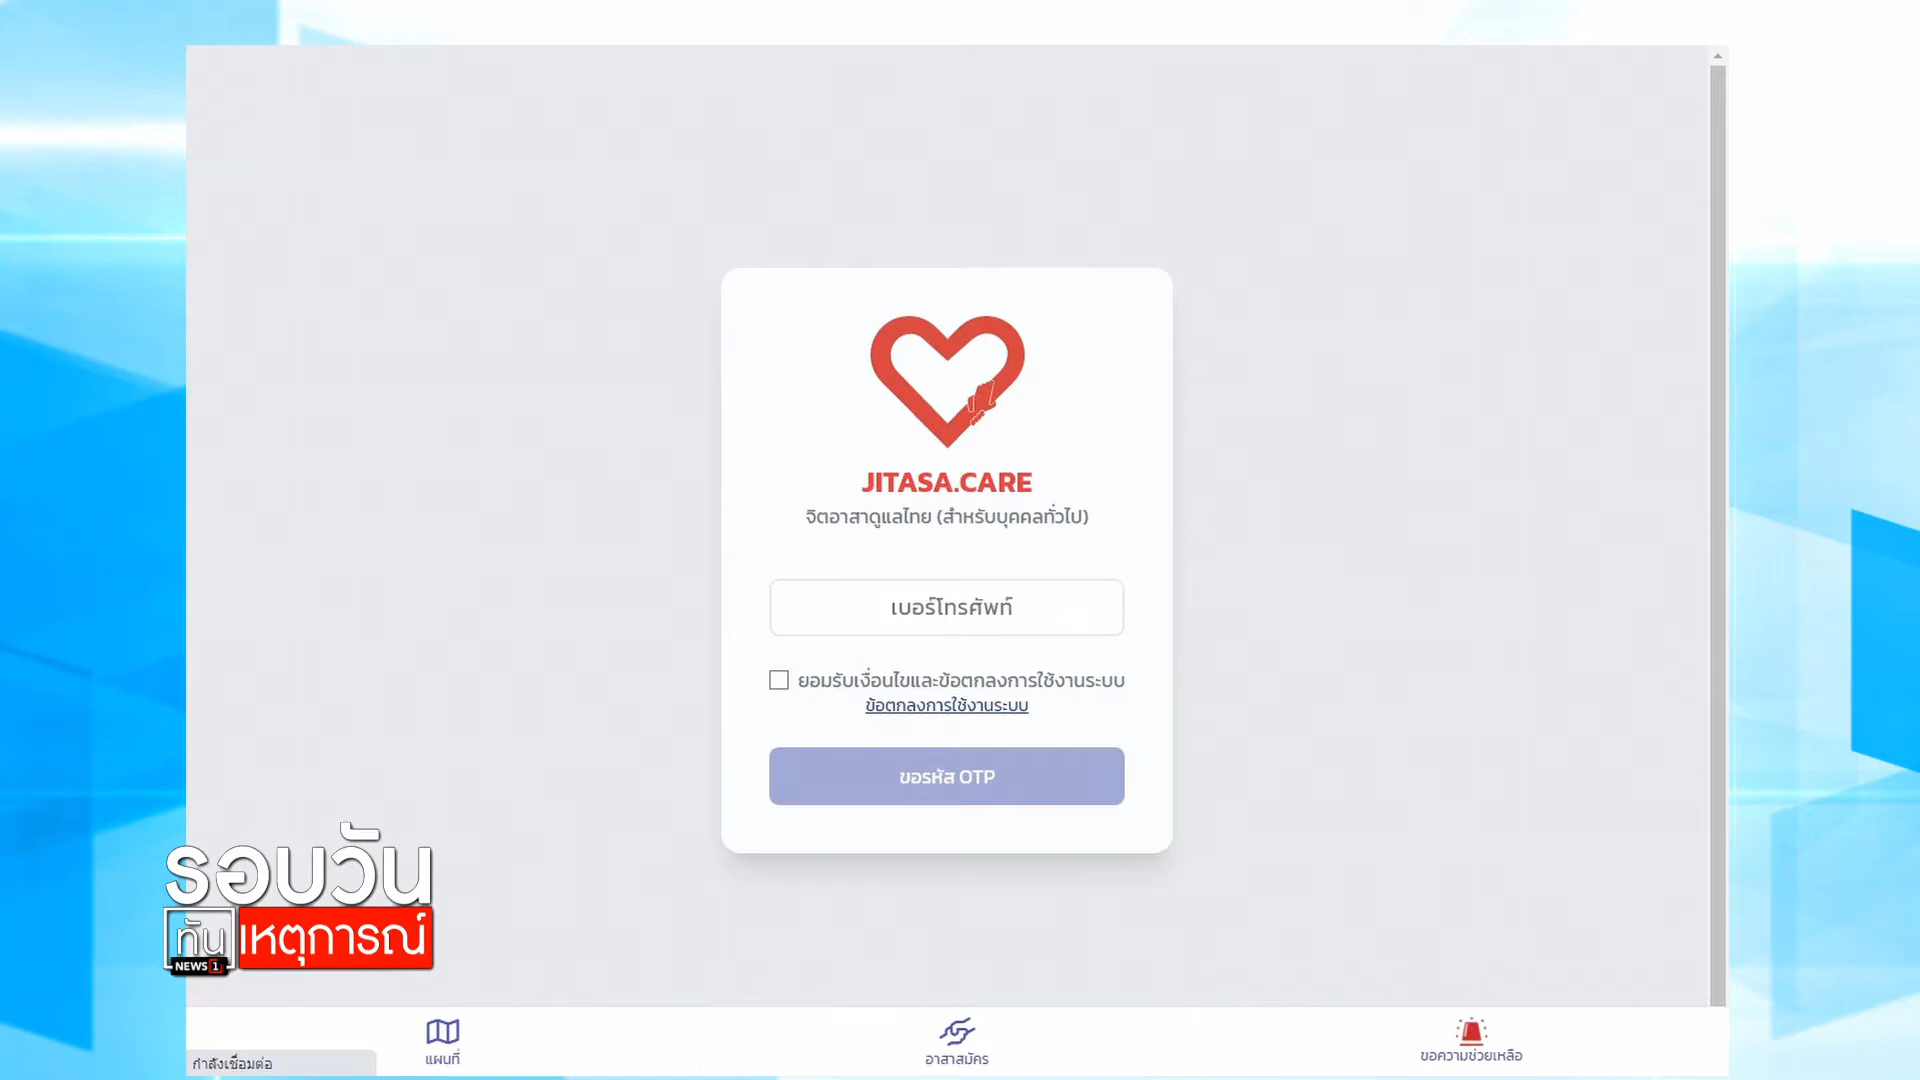 JITASA.CARE
จิตอาสาดูแลไทย (สำหรับบุคคลทั่วไป)
เบอร์โทรศัพท์
ยอมรับเงื่อนไขและข้อตกลงการใช้งานระบบ
ข้อตกลงการใช้งานระบบ
ขอรหัส OTP
รอบวัน
ทันเหตุการณ์
NEWS 1
แผนที่
อาสาสมัคร
ขอความช่วยเหลือ
กำลังเชื่อมต่อ